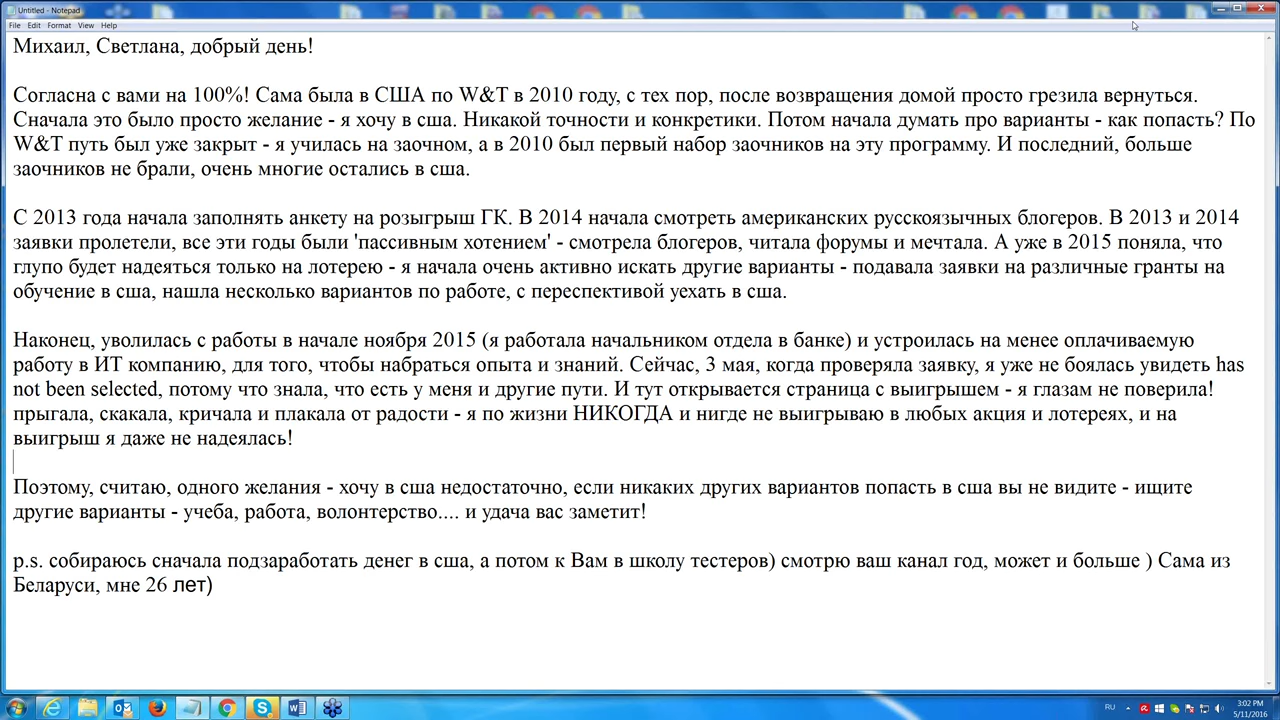 Untitled - Notepad
File Edit Format View Help
Михаил, Светлана, добрый день!
Согласна с вами на 100%! Сама была в США по W&T в 2010 году, с тех пор, после возвращения домой просто грезила вернуться.
Сначала это было просто желание - я хочу в сша. Никакой точности и конкретики. Потом начала думать про варианты - как попасть? По
W&T путь был уже закрыт - я училась на заочном, а в 2010 был первый набор заочников на эту программу. И последний, больше
заочников не брали, очень многие остались в сша.
С 2013 года начала заполнять анкету на розыгрыш ГК. В 2014 начала смотреть американских русскоязычных блогеров. В 2013 и 2014
заявки пролетели, все эти годы были 'пассивным хотением' - смотрела блогеров, читала форумы и мечтала. А уже в 2015 поняла, что
глупо будет надеяться только на лотерею - я начала очень активно искать другие варианты - подавала заявки на различные гранты на
обучение в сша, нашла несколько вариантов по работе, с переспективой уехать в сша.
Наконец, уволилась с работы в начале ноября 2015 (я работала начальником отдела в банке) и устроилась на менее оплачиваемую
работу в ИТ компанию, для того, чтобы набраться опыта и знаний. Сейчас, 3 мая, когда проверяла заявку, я уже не боялась увидеть has
not been selected, потому что знала, что есть у меня и другие пути. И тут открывается страница с выигрышем - я глазам не поверила!
прыгала, скакала, кричала и плакала от радости - я по жизни НИКОГДА и нигде не выигрываю в любых акция и лотереях, и на
выигрыш я даже не надеялась!
Поэтому, считаю, одного желания - хочу в сша недостаточно, если никаких других вариантов попасть в сша вы не видите - ищите
другие варианты - учеба, работа, волонтерство.... и удача вас заметит!
p.s. собираюсь сначала подзаработать денег в сша, а потом к Вам в школу тестеров) смотрю ваш канал год, может и больше ) Сама из
Беларуси, мне 26 лет)
RU
3:02 PM
5/11/2016